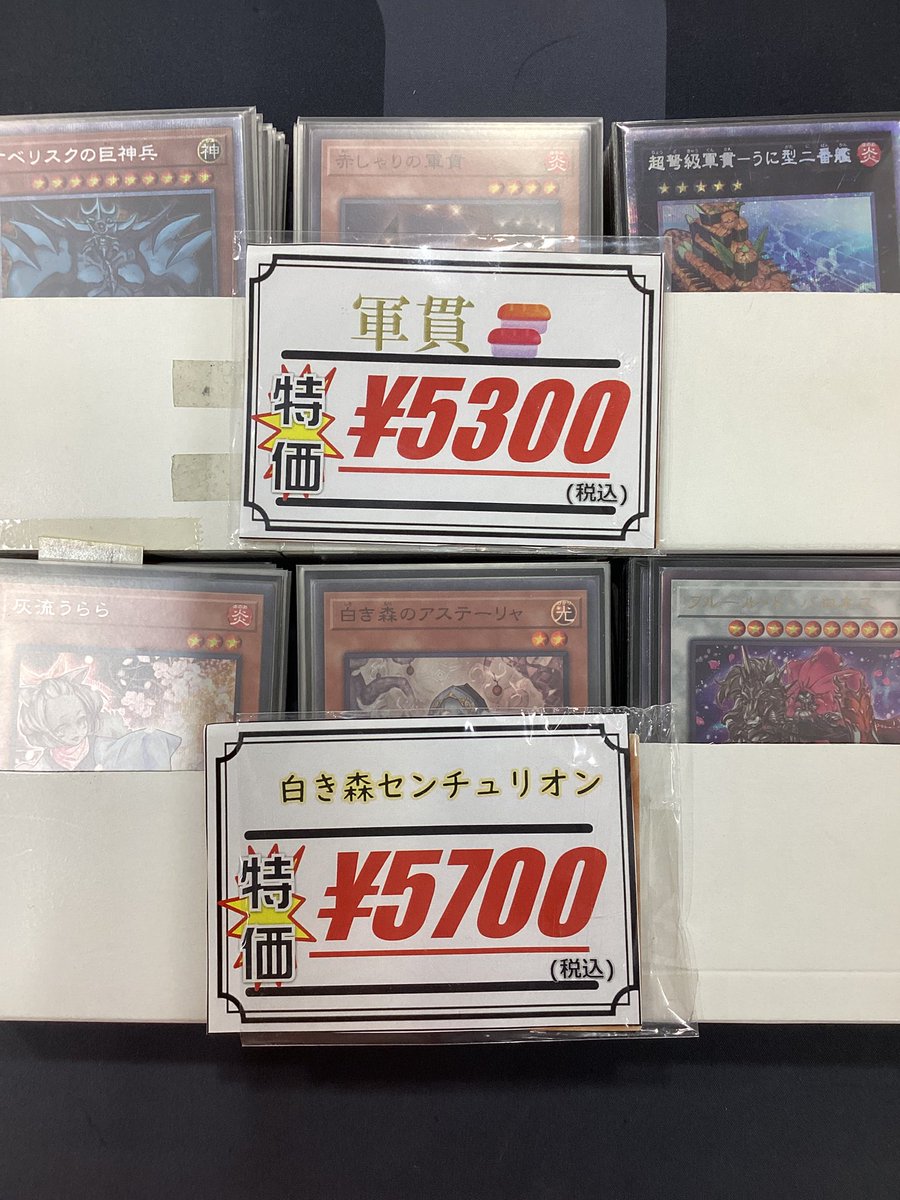 ベリスクの巨神兵
神
赤しゃりの軍貫
炎
超弩級軍貫－うに型二番艦
炎
軍貫
特価
¥5300
(税込)
灰流うらら
炎
白き森のアステーリャ
光
白き森センチュリオン
特価
¥5700
(税込)